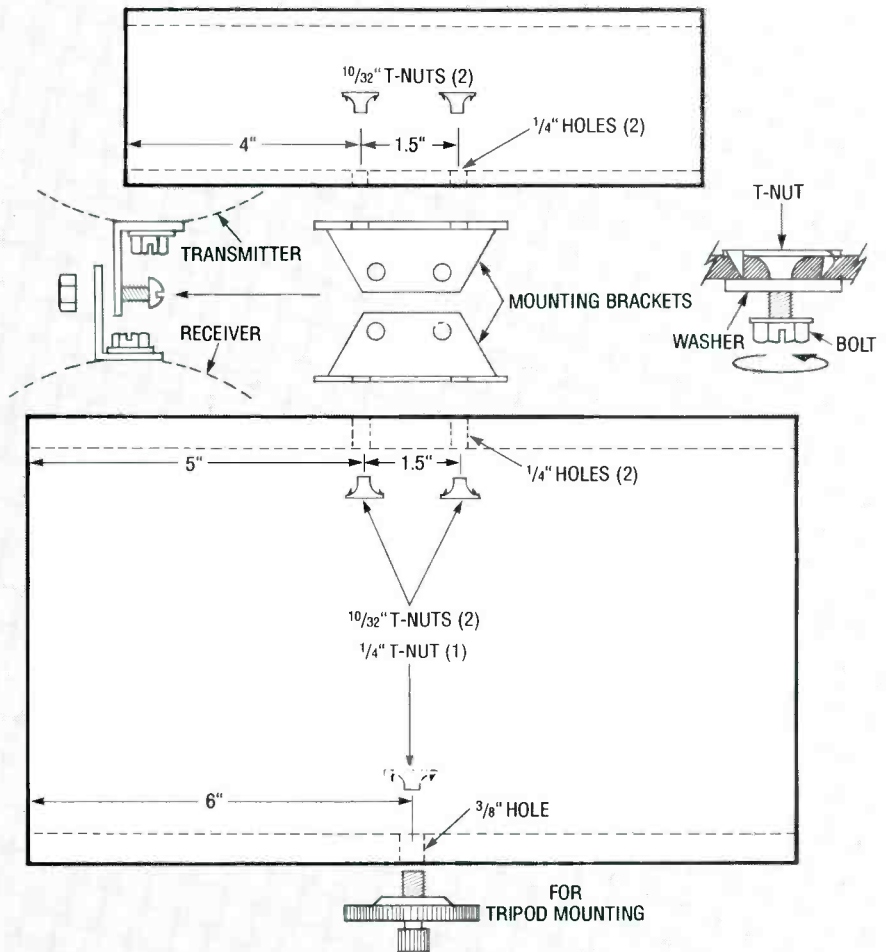 10/32" T-NUTS (2)
1/4" HOLES (2)
4"
1.5"
T-NUT
TRANSMITTER
MOUNTING BRACKETS
WASHER
BOLT
RECEIVER
5"
1.5"
1/4" HOLES (2)
10/32" T-NUTS (2)
1/4" T-NUT (1)
6"
3/8" HOLE
FOR
TRIPOD MOUNTING